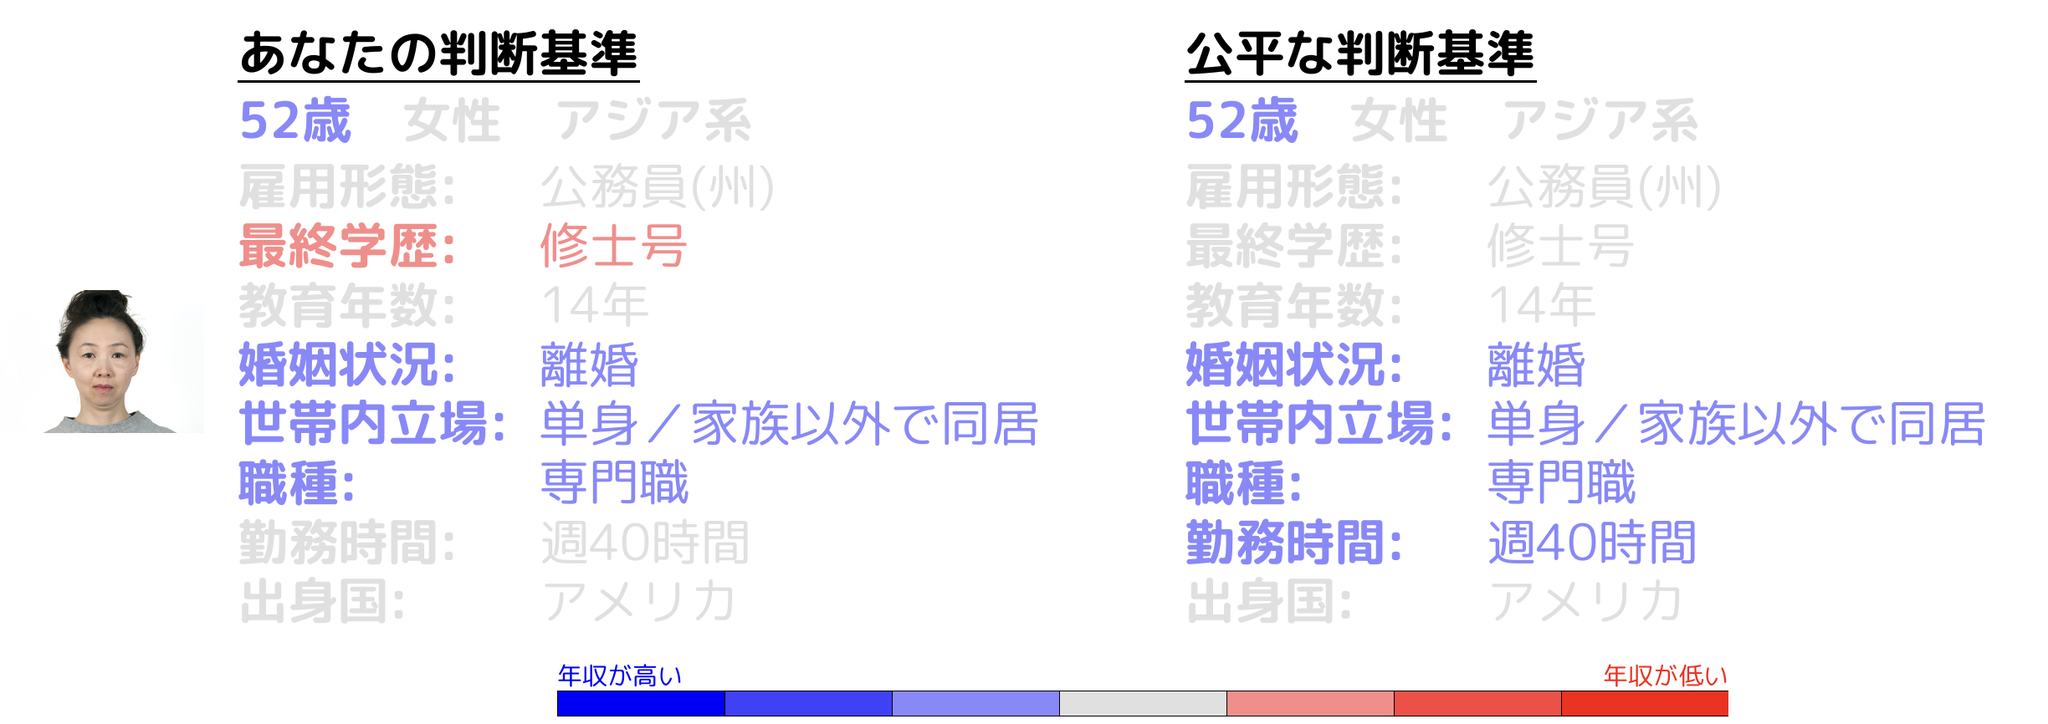 あなたの判断基準
52歳 女性 アジア系
雇用形態: 公務員(州)
最終学歴: 修士号
教育年数: 14年
婚姻状況: 離婚
世帯内立場: 単身／家族以外で同居
職種: 専門職
勤務時間: 週40時間
出身国: アメリカ
公平な判断基準
52歳 女性 アジア系
雇用形態: 公務員(州)
最終学歴: 修士号
教育年数: 14年
婚姻状況: 離婚
世帯内立場: 単身／家族以外で同居
職種: 専門職
勤務時間: 週40時間
出身国: アメリカ
年収が高い 年収が低い